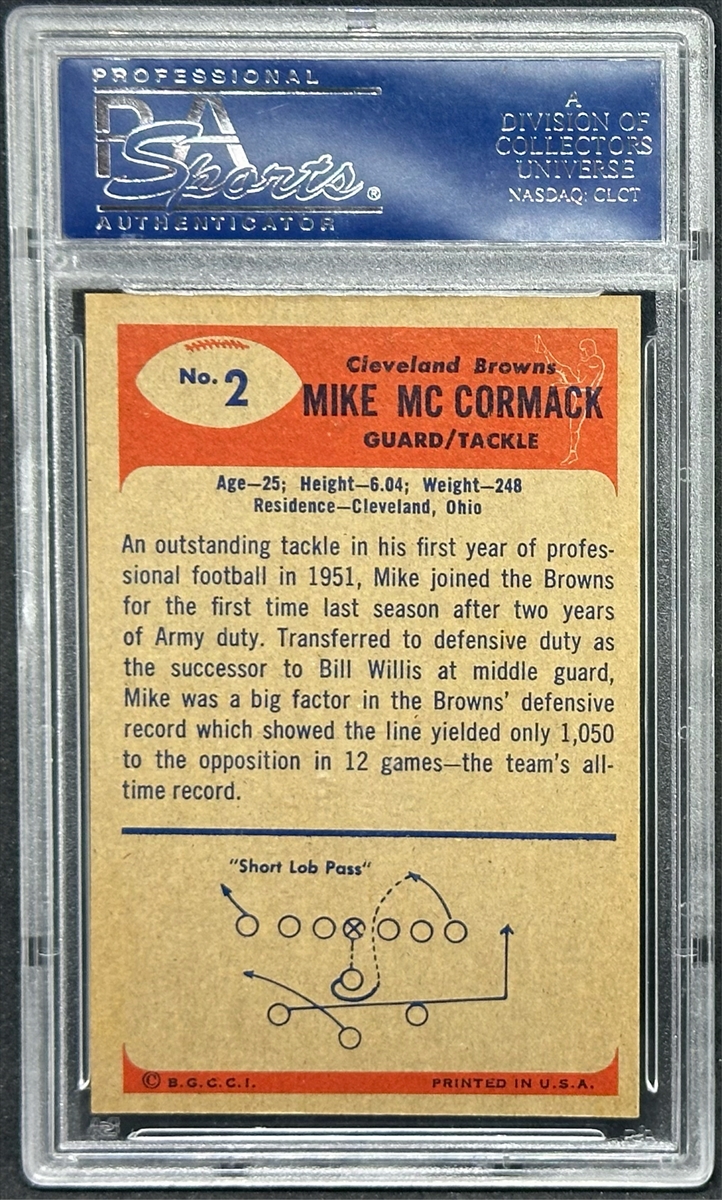 PROFESSIONAL
PSA
Sports®
AUTHENTICATOR
A
DIVISION OF
COLLECTORS
UNIVERSE
NASDAQ: CLCT
No. 2
Cleveland Browns
MIKE MC CORMACK
GUARD/TACKLE
Age—25; Height—6.04; Weight—248
Residence—Cleveland, Ohio
An outstanding tackle in his first year of profes-
sional football in 1951, Mike joined the Browns
for the first time last season after two years
of Army duty. Transferred to defensive duty as
the successor to Bill Willis at middle guard,
Mike was a big factor in the Browns' defensive
record which showed the line yielded only 1,050
to the opposition in 12 games—the team's all-
time record.
"Short Lob Pass"
© B.G.C.C.I.
PRINTED IN U.S.A.